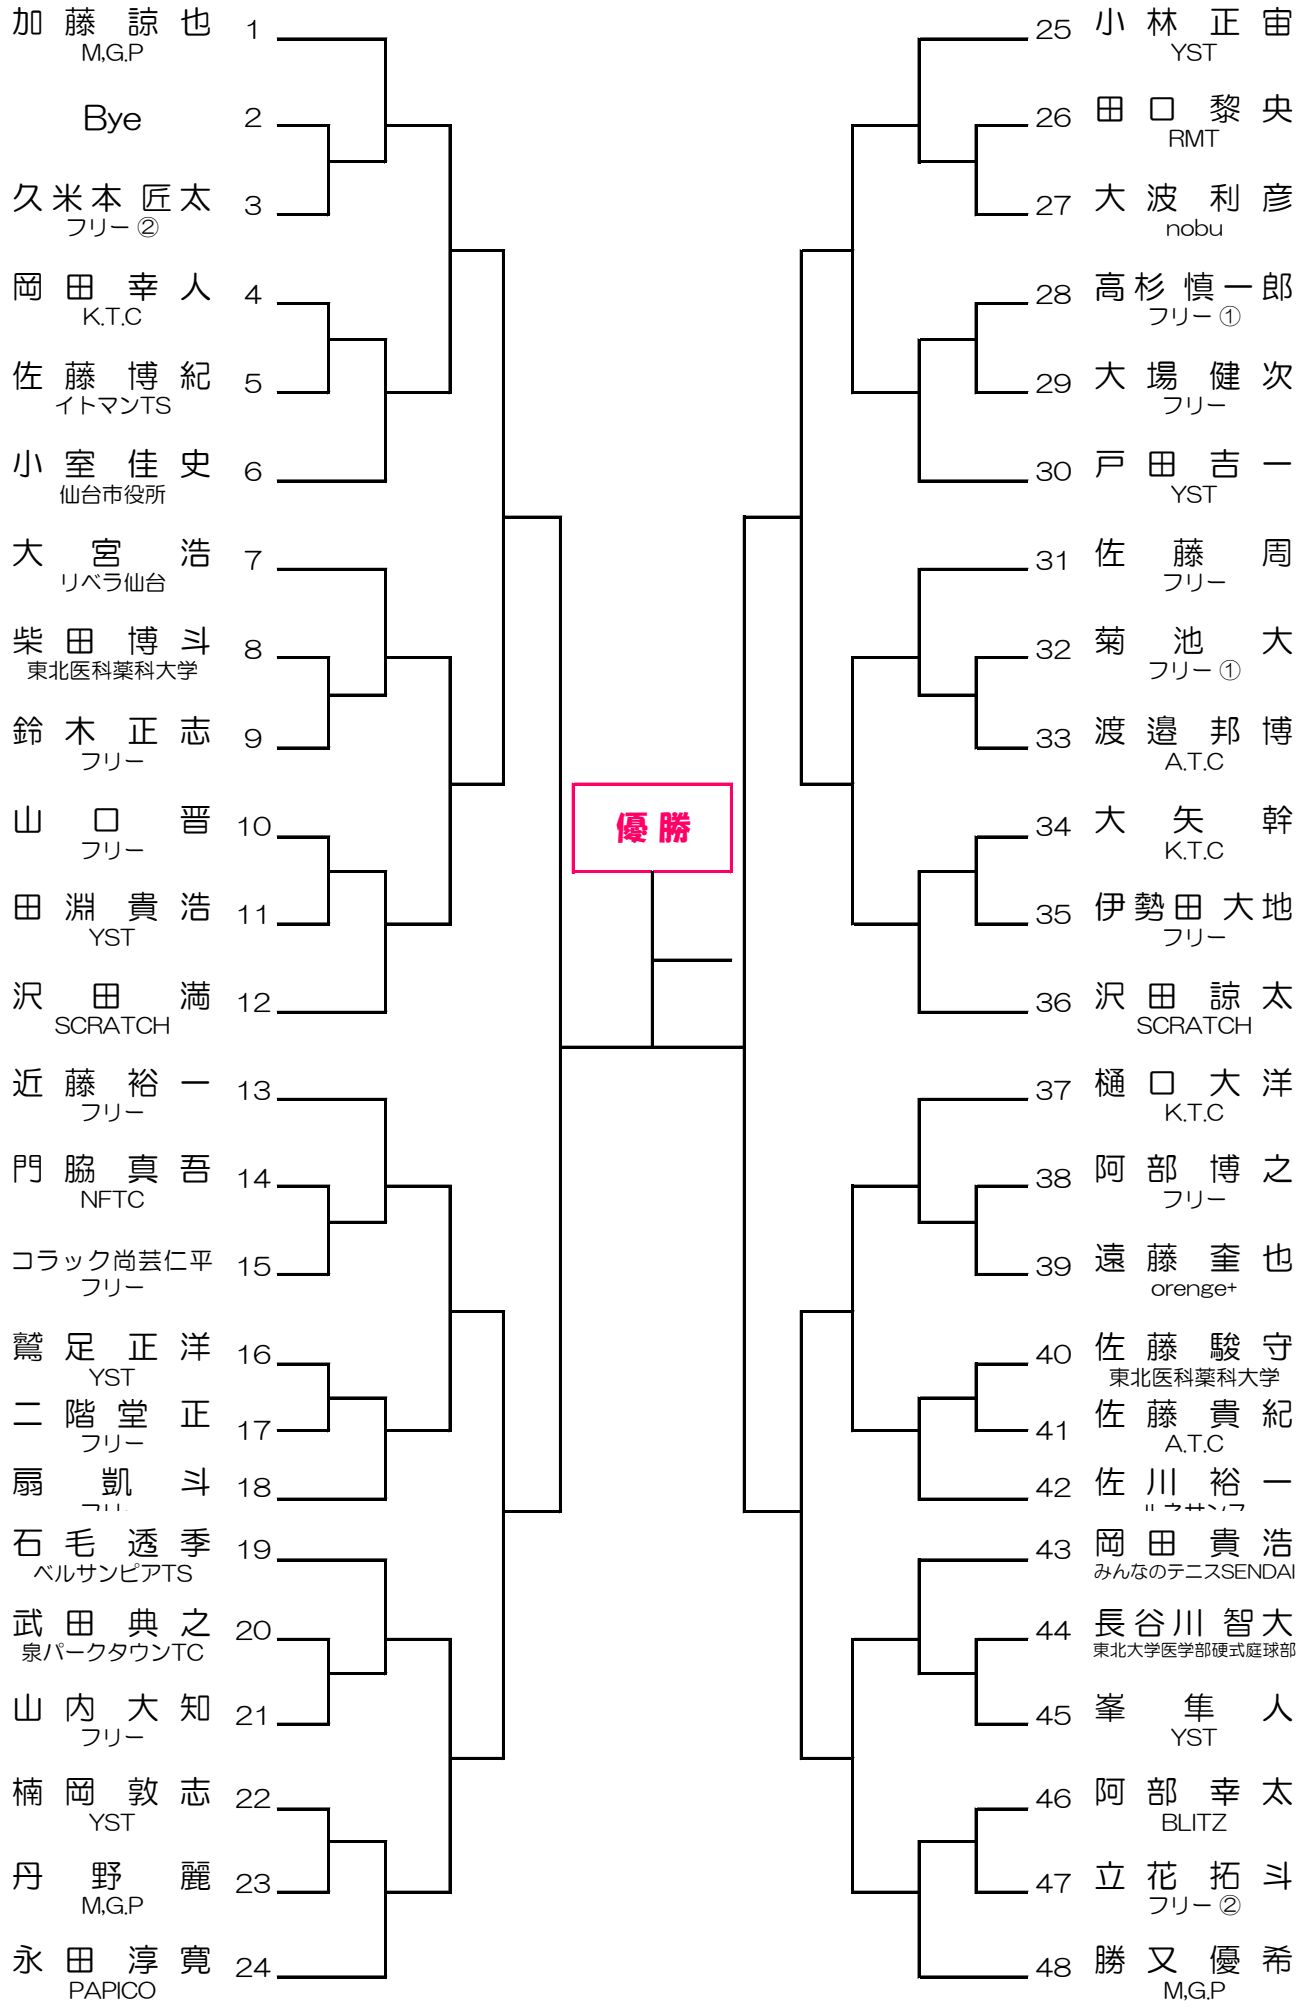 加藤諒也 1
M,G.P
Bye 2
久米本匠太 3
フリー ②
岡田幸人 4
K.T.C
佐藤博紀 5
イトマンTS
小室佳史 6
仙台市役所
大宮浩 7
リベラ仙台
柴田博斗 8
東北医科薬科大学
鈴木正志 9
フリー
山口晋 10
フリー
田淵貴浩 11
YST
沢田満 12
SCRATCH
近藤裕一 13
フリー
門脇真吾 14
NFTC
コラック尚芸仁平 15
フリー
鷲足正洋 16
YST
二階堂正 17
フリー
扇凱斗 18
フリー
石毛透季 19
ベルサンピアTS
武田典之 20
泉パークタウンTC
山内大知 21
フリー
楠岡敦志 22
YST
丹野麗 23
M,G.P
永田淳寛 24
PAPICO
優勝
25 小林正宙
YST
26 田口黎央
RMT
27 大波利彦
nobu
28 高杉慎一郎
フリー ①
29 大場健次
フリー
30 戸田吉一
YST
31 佐藤周
フリー
32 菊池大
フリー ①
33 渡邉邦博
A.T.C
34 大矢幹
K.T.C
35 伊勢田大地
フリー
36 沢田諒太
SCRATCH
37 樋口大洋
K.T.C
38 阿部博之
フリー
39 遠藤奎也
orenge+
40 佐藤駿守
東北医科薬科大学
41 佐藤貴紀
A.T.C
42 佐川裕一
ルネサンス
43 岡田貴浩
みんなのテニスSENDAI
44 長谷川智大
東北大学医学部硬式庭球部
45 峯隼人
YST
46 阿部幸太
BLITZ
47 立花拓斗
フリー ②
48 勝又優希
M,G.P